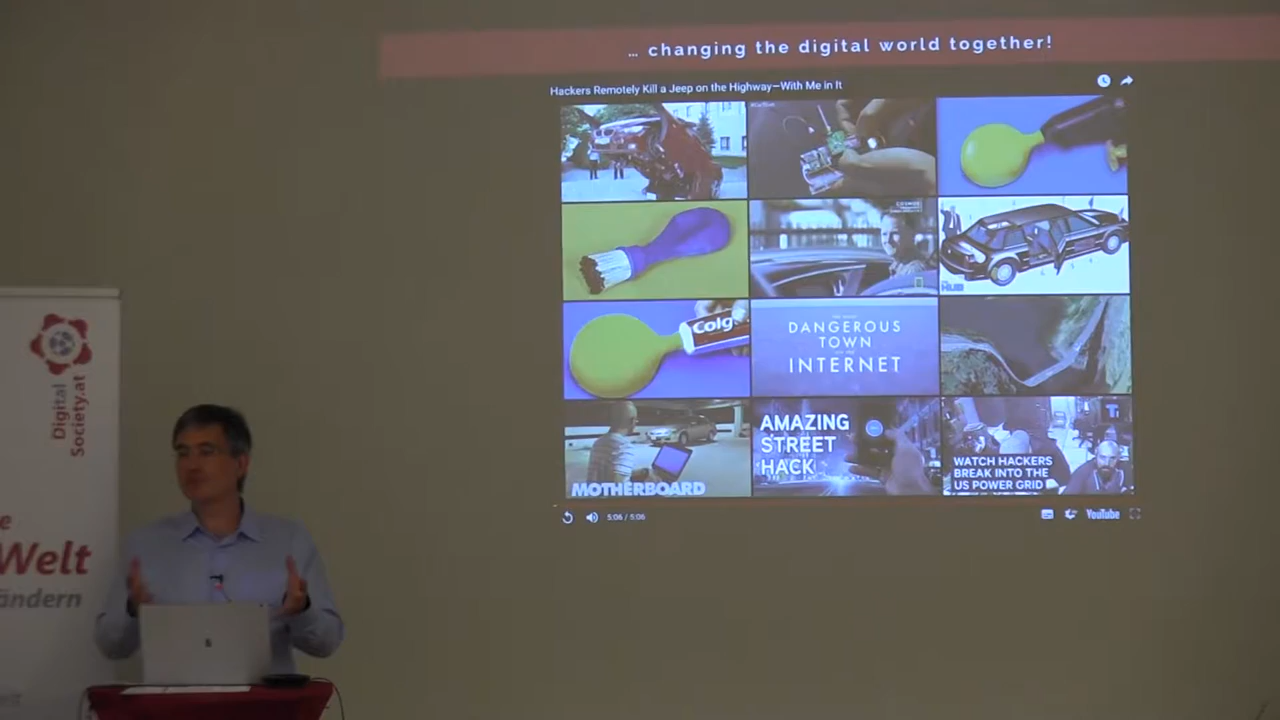 … changing the digital world together!
Hackers Remotely Kill a Jeep on the Highway—With Me in It
COSMOS
HUB
Colg
DANGEROUS
TOWN
INTERNET
MOTHERBOARD
AMAZING
STREET
HACK
WATCH HACKERS
BREAK INTO THE
US POWER GRID
5:06 / 5:06
YouTube
Digital
Society.at
e
Welt
ändern